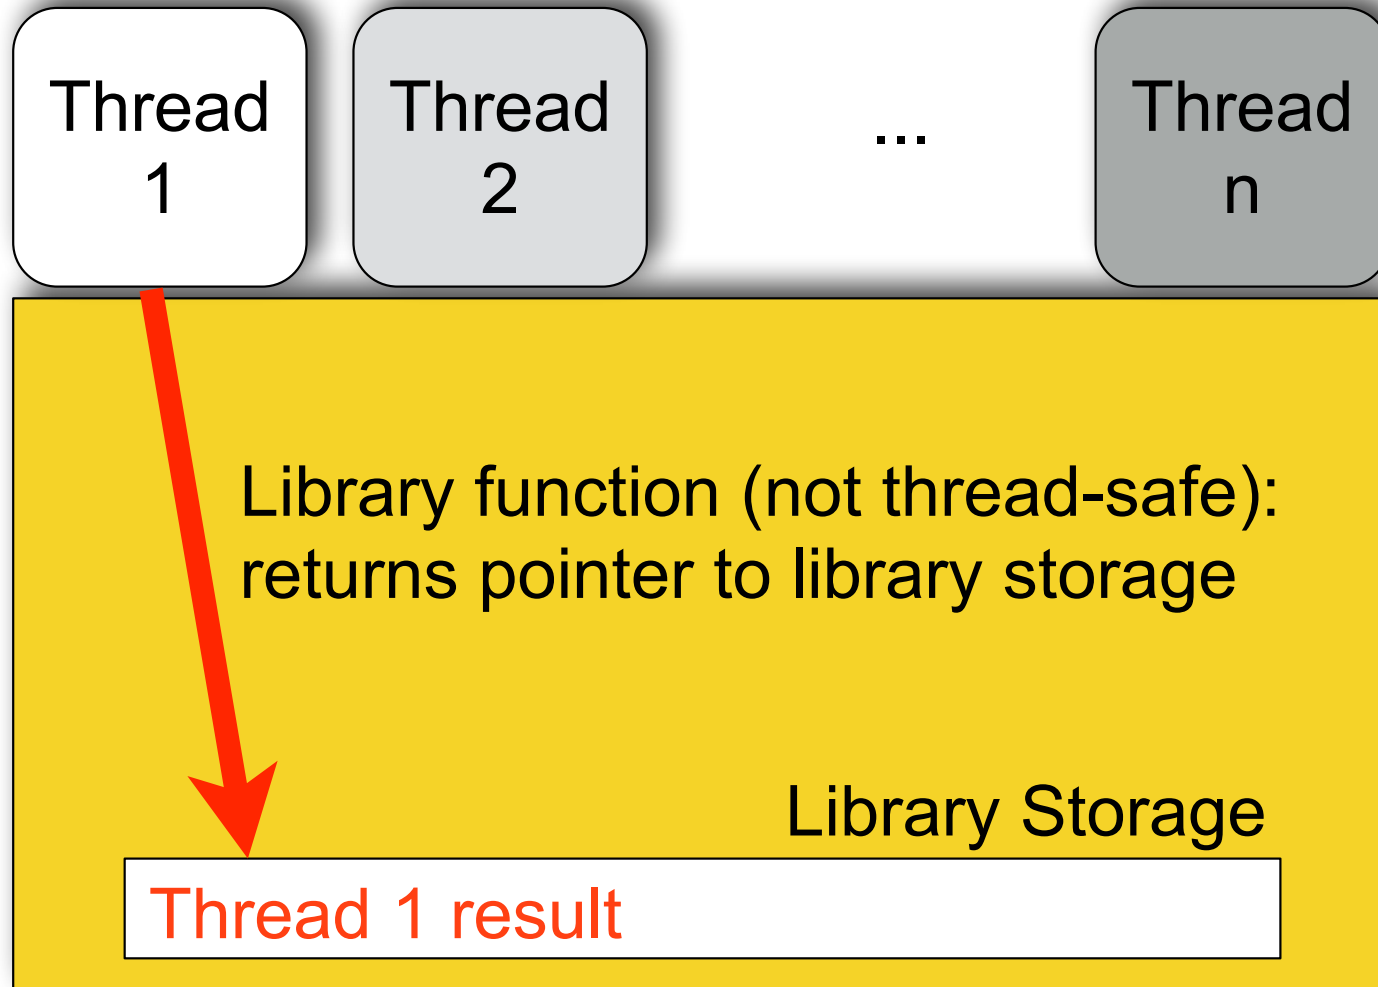 Thread
1
Thread
2
...
Thread
n
Library function (not thread-safe):
returns pointer to library storage
Library Storage
Thread 1 result